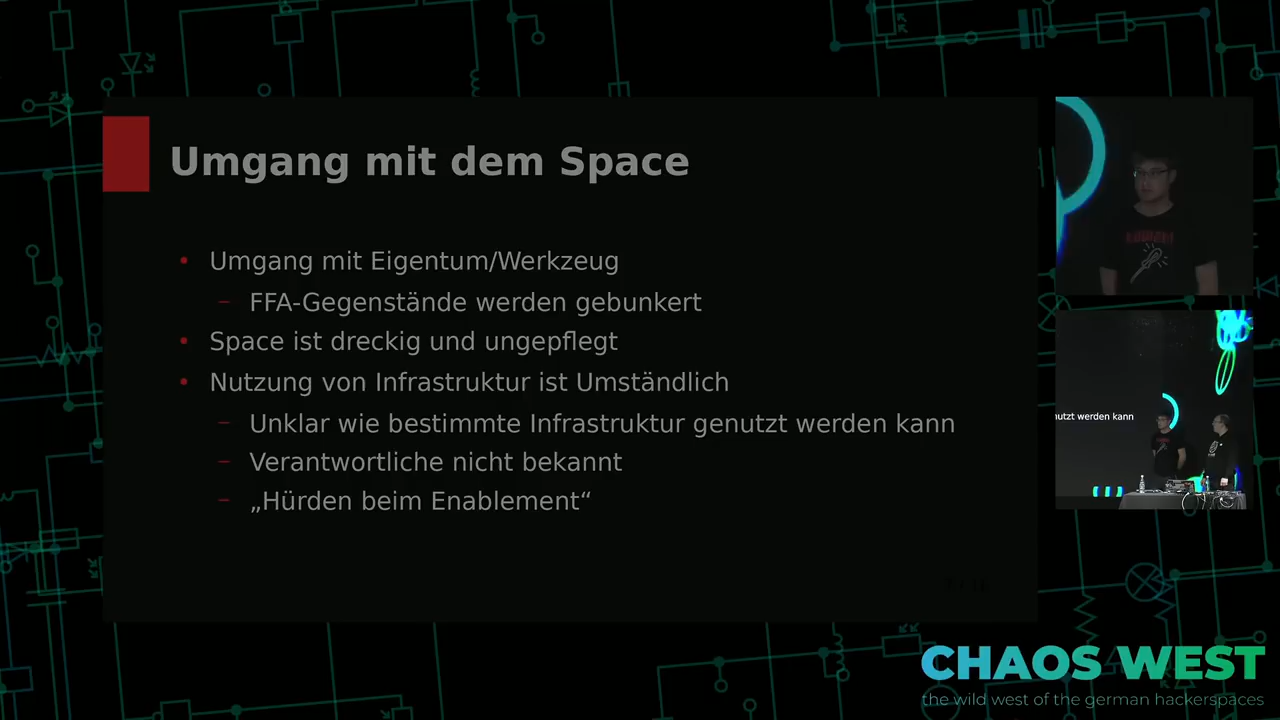 Umgang mit dem Space
Umgang mit Eigentum/Werkzeug
– FFA-Gegenstände werden gebunkert
Space ist dreckig und ungepflegt
Nutzung von Infrastruktur ist Umständlich
– Unklar wie bestimmte Infrastruktur genutzt werden kann
– Verantwortliche nicht bekannt
– „Hürden beim Enablement“
nutzt werden kann
CHAOS WEST
the wild west of the german hackerspaces